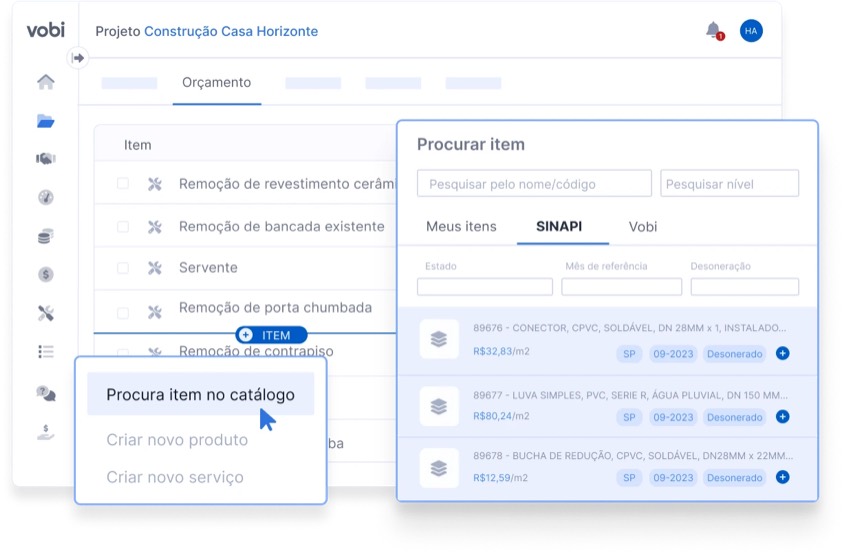 vobi
Projeto Construção Casa Horizonte
1
HA
Orçamento
Item
Remoção de revestimento cerâmi
Remoção de bancada existente
Servente
Remoção de porta chumbada
ITEM
Remoção de contrapiso
ba
Procura item no catálogo
Criar novo produto
Criar novo serviço
Procurar item
Pesquisar pelo nome/código
Pesquisar nível
Meus itens SINAPI Vobi
Estado Mês de referência Desoneração
89676 - CONECTOR, CPVC, SOLDÁVEL, DN 28MM x 1, INSTALADO...
R$32,83/m2 SP 09-2023 Desonerado
89677 - LUVA SIMPLES, PVC, SERIE R, ÁGUA PLUVIAL, DN 150 MM...
R$80,24/m2 SP 09-2023 Desonerado
89678 - BUCHA DE REDUÇÃO, CPVC, SOLDÁVEL, DN28MM x 22MM...
R$12,59/m2 SP 09-2023 Desonerado